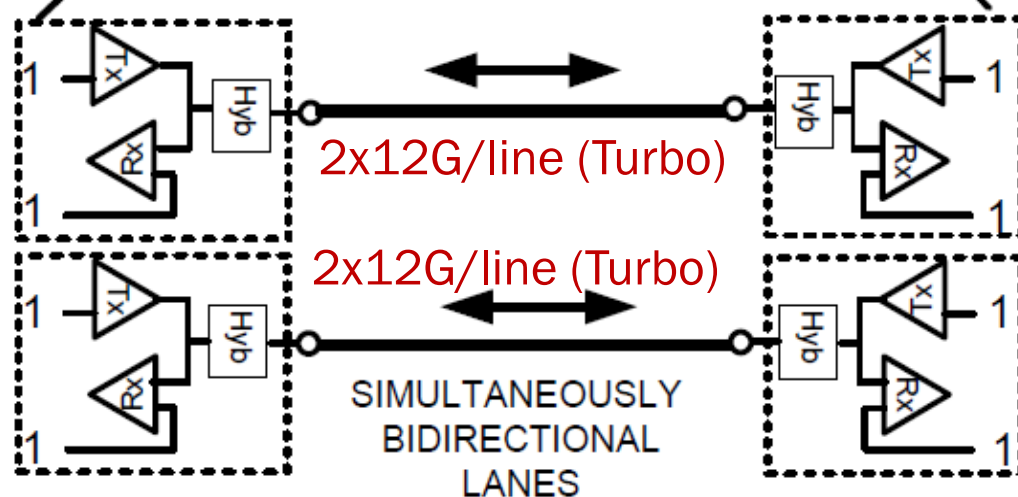 1 Tx Tx 1
Hyb Hyb
Rx Rx
2x12G/line (Turbo)
1 1
2x12G/line (Turbo)
1 Tx Tx 1
Hyb Hyb
Rx Rx
SIMULTANEOUSLY
BIDIRECTIONAL
1 1
LANES